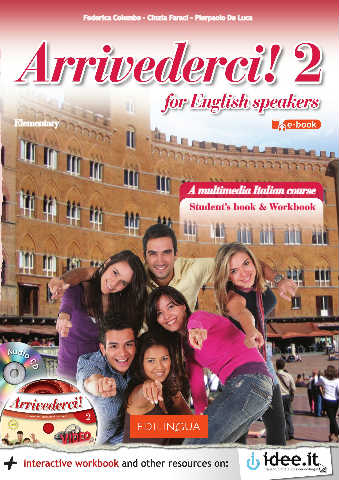 Federica Colombo - Cinzia Faraci - Pierpaolo De Luca
Arrivederci! 2
for English speakers
e-book
Elementary
A multimedia Italian course
Student's book & Workbook
Audio CD
Arrivederci!
2
VIDEO
EDILINGUA
+ interactive workbook and other resources on:
idee.it